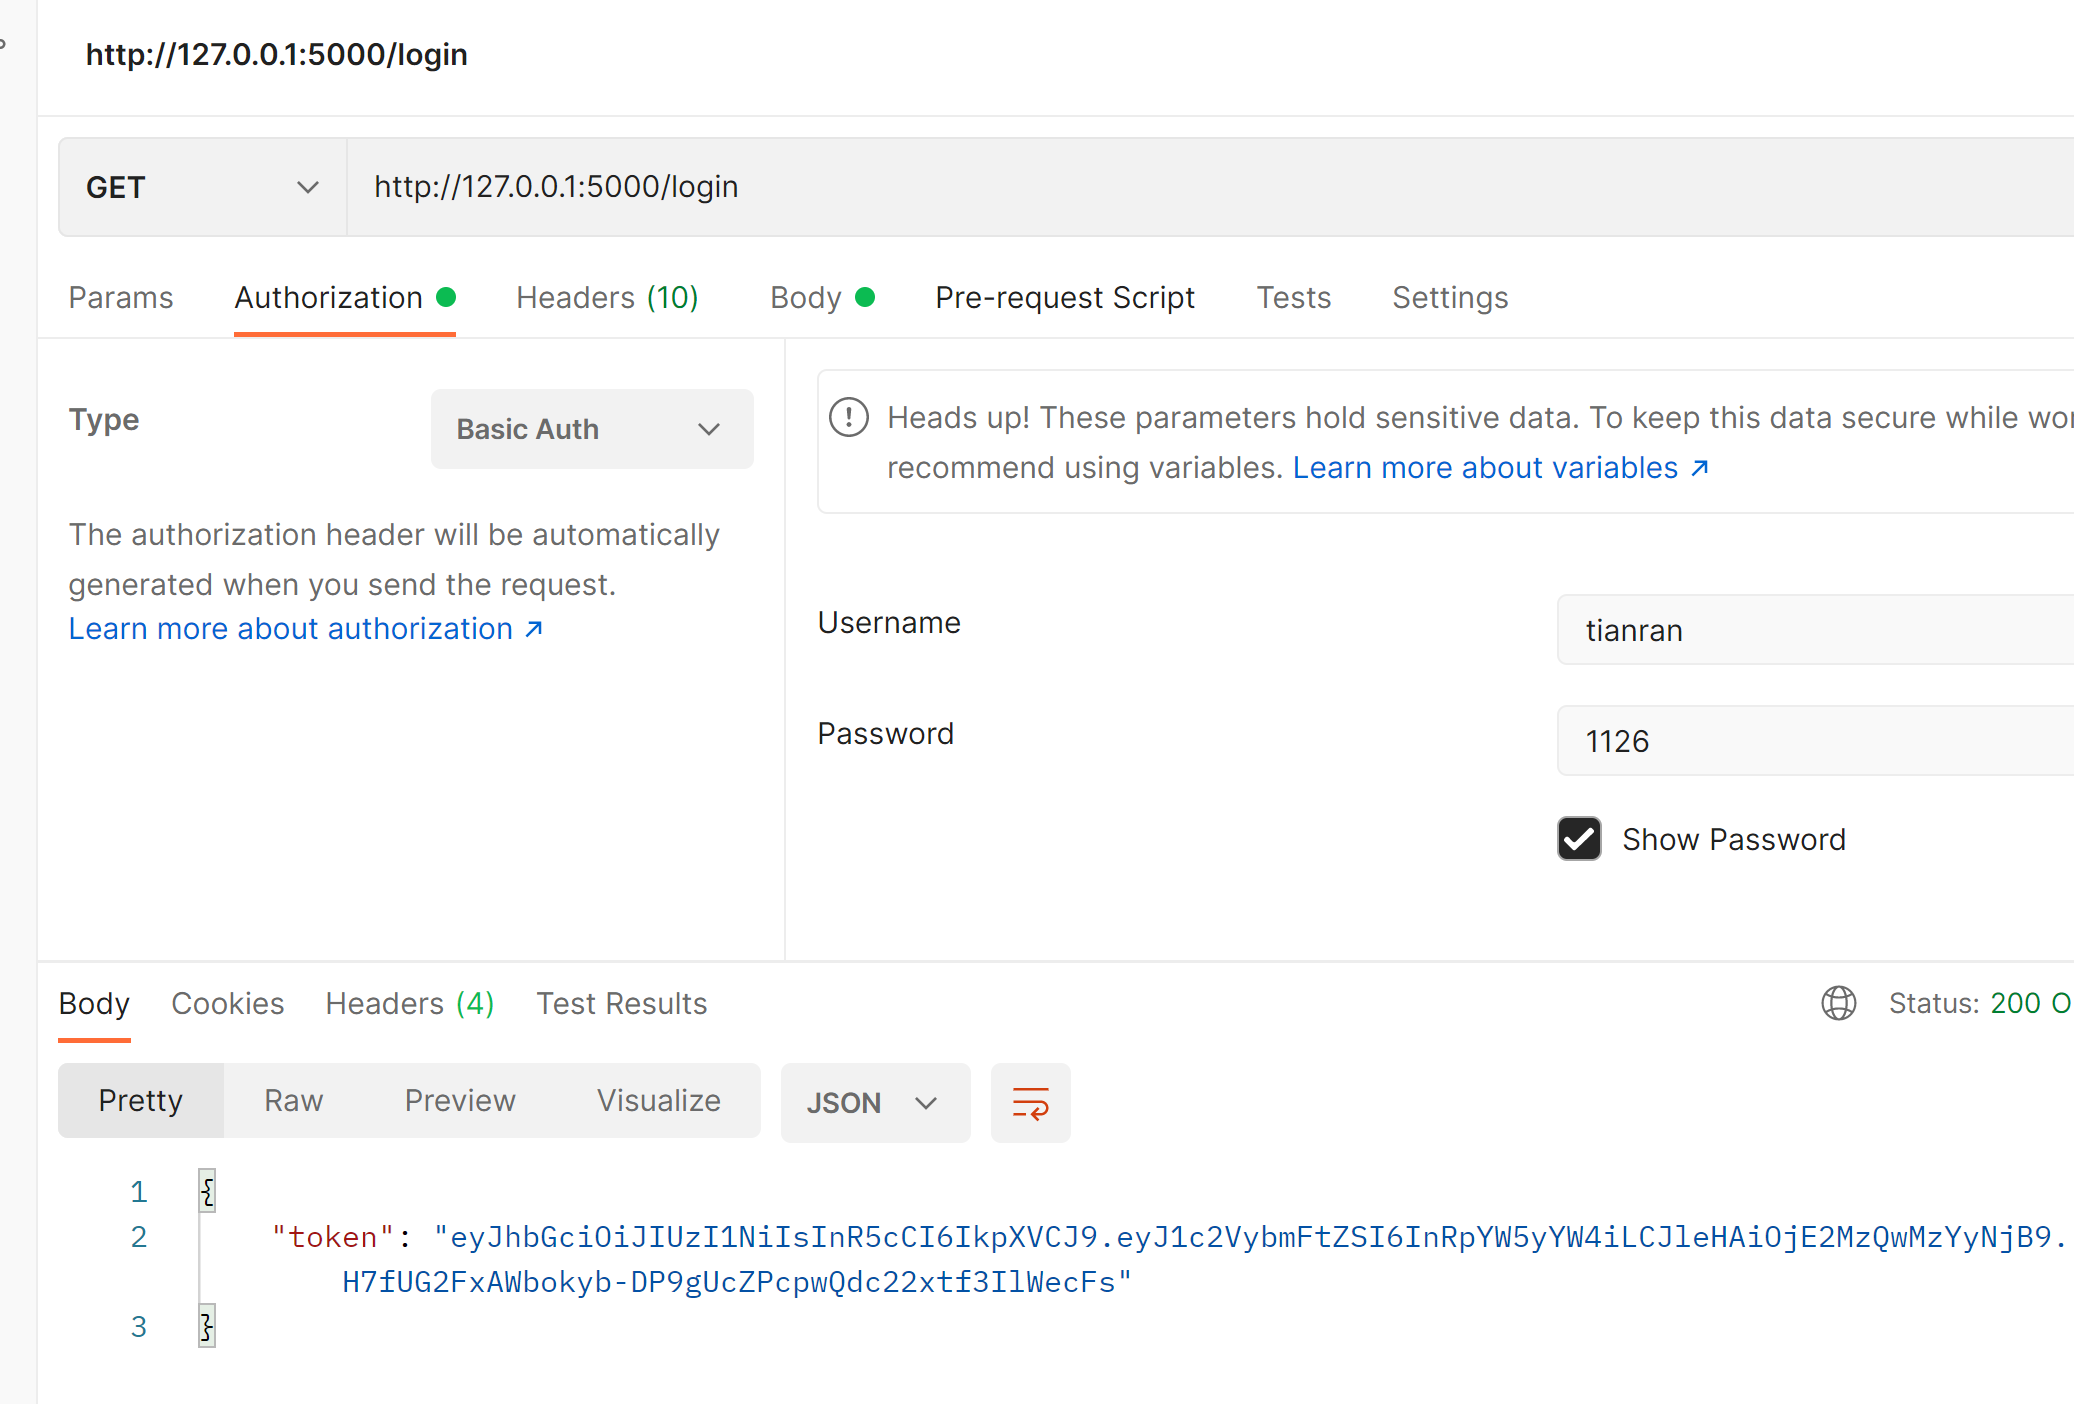 http://127.0.0.1:5000/login
GET http://127.0.0.1:5000/login
Params Authorization Headers (10) Body Pre-request Script Tests Settings
Type Basic Auth
The authorization header will be automatically
generated when you send the request.
Learn more about authorization ↗
Heads up! These parameters hold sensitive data. To keep this data secure while
recommend using variables. Learn more about variables ↗
Username tianran
Password 1126
Show Password
Body Cookies Headers (4) Test Results Status: 200
Pretty Raw Preview Visualize JSON
1 {
2 "token": "eyJhbGciOiJIUzI1NiIsInR5cCI6IkpXVCJ9.eyJ1c2VybmFtZSI6InRpYW5yYW4iLCJleHAiOjE2MzQwMzYyNjB9.
H7fUG2FxAWbokyb-DP9gUcZPcpwQdc22xtf3IlWecFs"
3 }